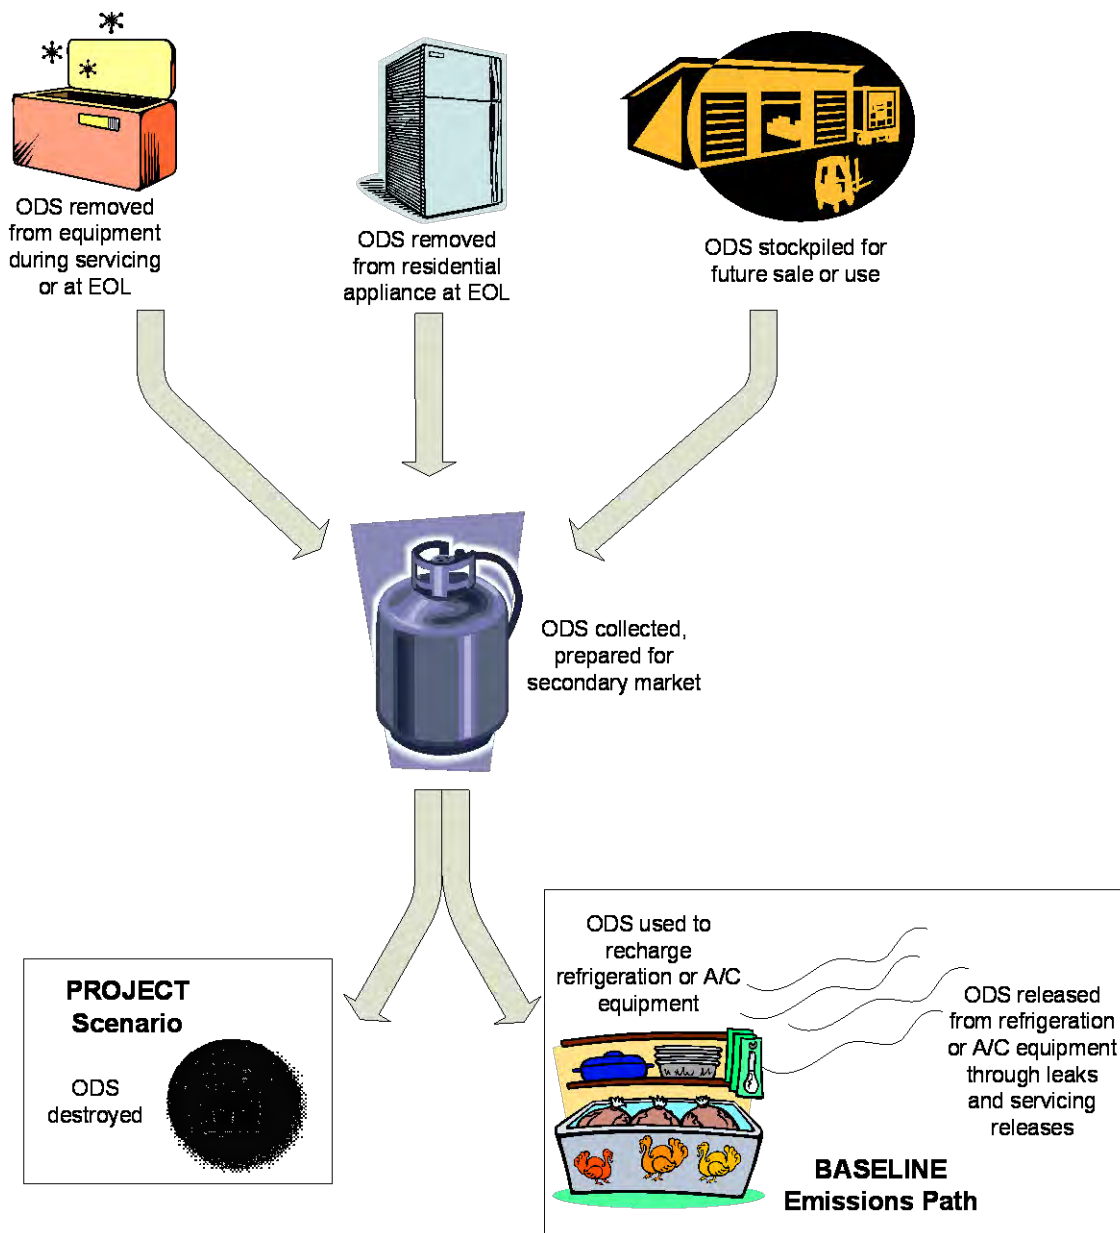 ODS removed
from equipment
during servicing
or at EOL
ODS removed
from residential
appliance at EOL
ODS stockpiled for
future sale or use
ODS collected,
prepared for
secondary market
PROJECT
Scenario
ODS
destroyed
ODS used to
recharge
refrigeration or A/C
equipment
ODS released
from refrigeration
or A/C equipment
through leaks
and servicing
releases
BASELINE
Emissions Path